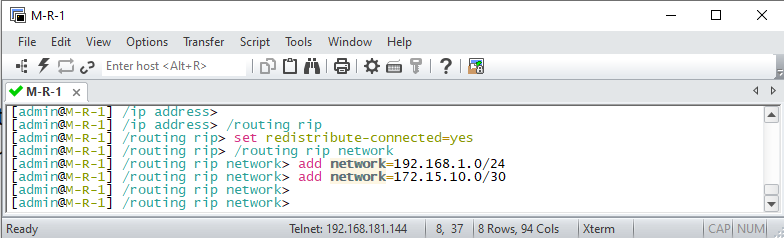 M-R-1
File Edit View Options Transfer Script Tools Window Help
Enter host <Alt+R>
M-R-1
[admin@M-R-1] /ip address>
[admin@M-R-1] /ip address> /routing rip
[admin@M-R-1] /routing rip> set redistribute-connected=yes
[admin@M-R-1] /routing rip> /routing rip network
[admin@M-R-1] /routing rip network> add network=192.168.1.0/24
[admin@M-R-1] /routing rip network> add network=172.15.10.0/30
[admin@M-R-1] /routing rip network>
[admin@M-R-1] /routing rip network>
Ready Telnet: 192.168.181.144 8, 37 8 Rows, 94 Cols Xterm CAP NUM